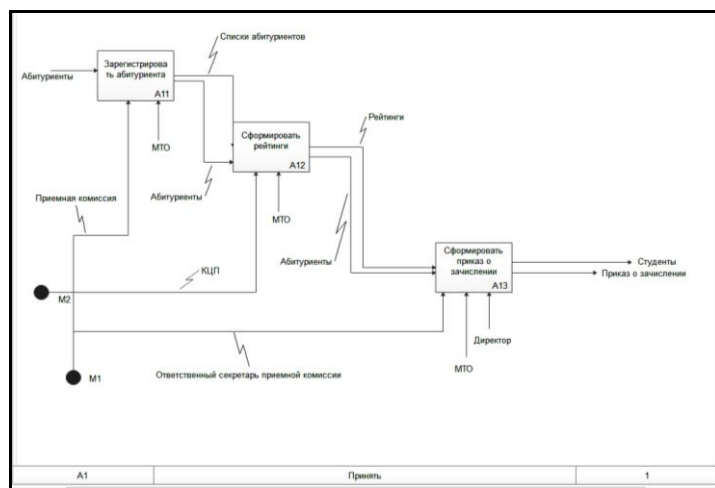 Списки абитуриентов
Зарегистрирова
ть абитуриента
A11
Абитуриенты
МТО
Сформировать
рейтинги
A12
Рейтинги
Абитуриенты
Приемная комиссия
МТО
Абитуриенты
Сформировать
приказ о
зачислении
A13
Студенты
Приказ о зачислении
КЦП
M2
Директор
МТО
Ответственный секретарь приемной комиссии
M1
A1
Принять
1